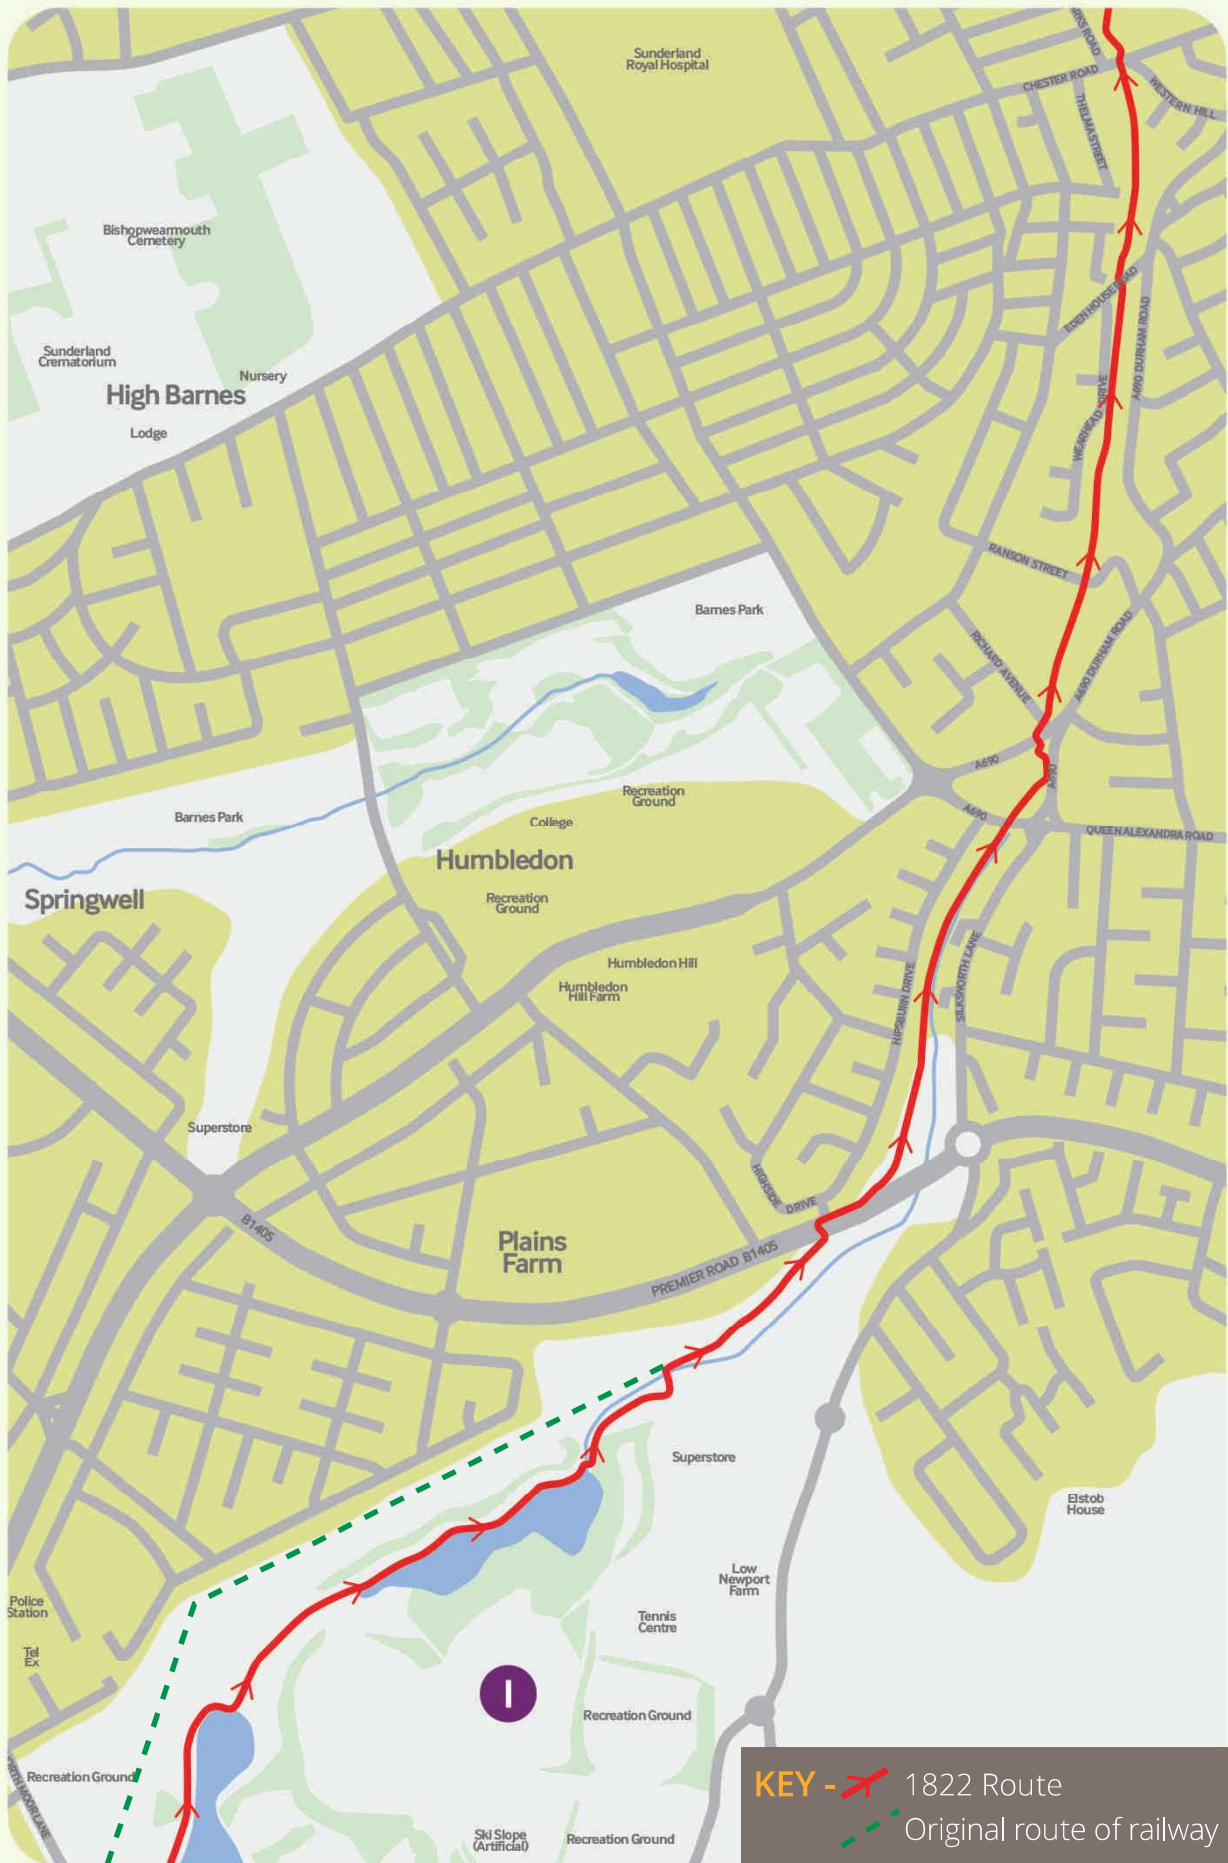 Sunderland
Royal Hospital
CHESTER ROAD
WESTERN HILL
THELMA STREET
Bishopwearmouth
Cemetery
EDEN HOUSE ROAD
A690 DURHAM ROAD
Sunderland
Crematorium
Nursery
High Barnes
Lodge
WEARHEAD DRIVE
RANSON STREET
Barnes Park
RICHARD AVENUE
A690 DURHAM ROAD
A690
A690
A690
Recreation
Ground
Barnes Park
College
QUEEN ALEXANDRA ROAD
Humbledon
Springwell
Recreation
Ground
Humbledon Hill
Humbledon
Hill Farm
HIPSBURN DRIVE
SILKSWORTH LANE
Superstore
HIGHSIDE
DRIVE
B1405
Plains
Farm
PREMIER ROAD B1405
Superstore
Elstob
House
Low
Newport
Farm
Police
Station
Tennis
Centre
Tel
Ex
I
Recreation Ground
Recreation Ground
ORTH MOOR LANE
Ski Slope
(Artificial)
Recreation Ground
KEY - 1822 Route
Original route of railway